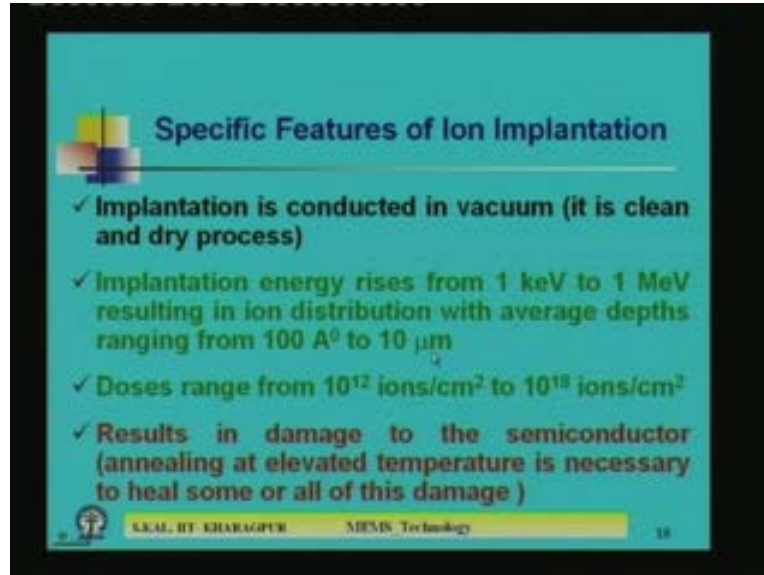 Specific Features of Ion Implantation
✓ Implantation is conducted in vacuum (it is clean
and dry process)
✓ Implantation energy rises from 1 keV to 1 MeV
resulting in ion distribution with average depths
ranging from 100 A⁰ to 10 μm
✓ Doses range from 10¹² ions/cm² to 10¹⁸ ions/cm²
✓ Results in damage to the semiconductor
(annealing at elevated temperature is necessary
to heal some or all of this damage )
S.KAL, IIT- KHARAGPUR MEMS Technology